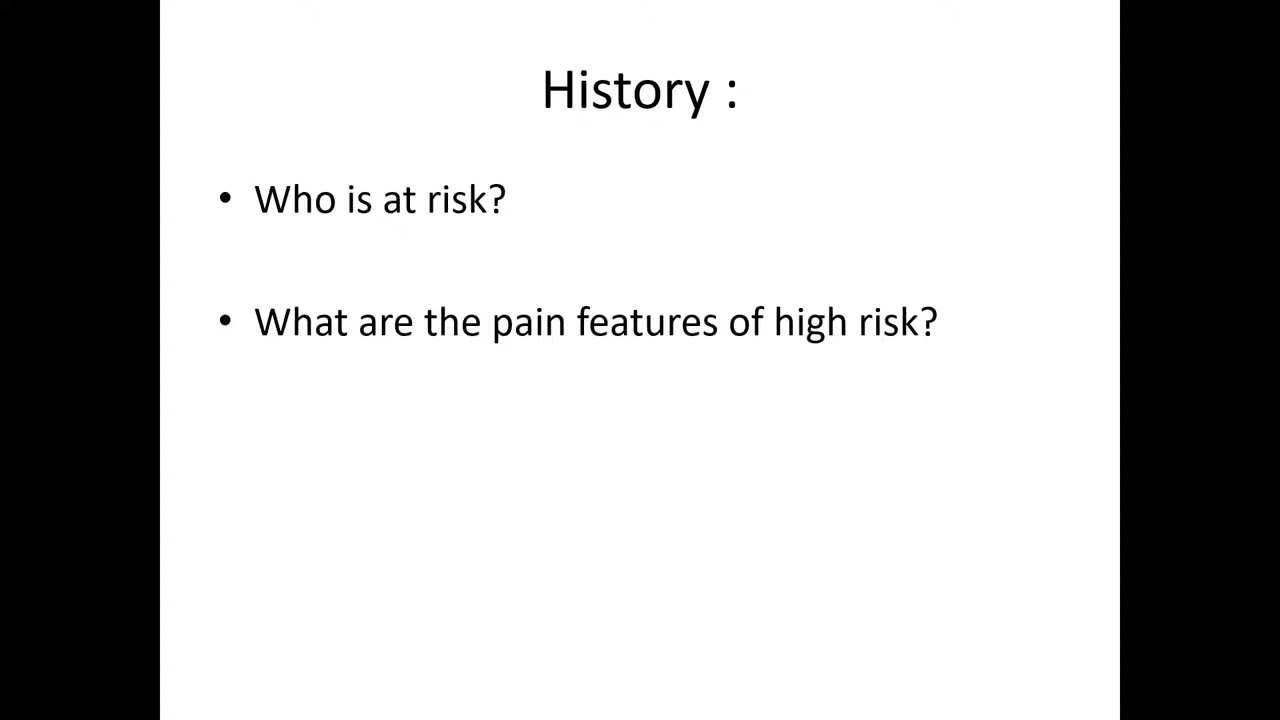 History :
• Who is at risk?
• What are the pain features of high risk?